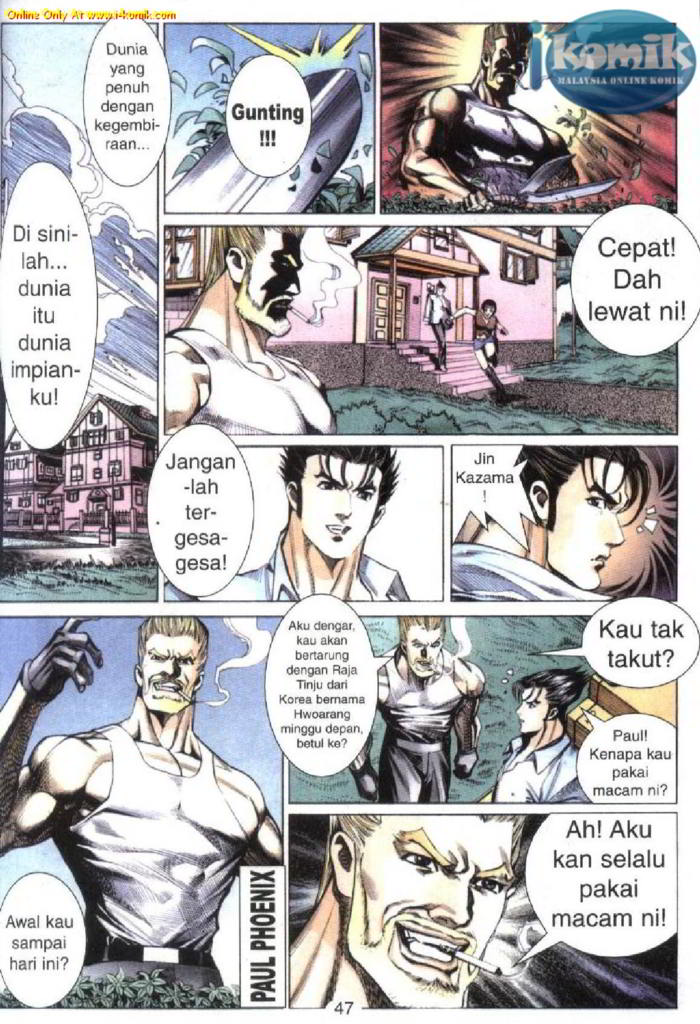 Online Only At www.i4komik.com
ikomik
MALAYSIA ONLINE KOMIK
Dunia
yang
penuh
dengan
kegembi-
raan...
Gunting
!!!
Di sini-
lah...
dunia
itu
dunia
impian-
ku!
Cepat!
Dah
lewat ni!
Jangan
-lah
ter-
gesa-
gesa!
Jin
Kazama
!
Aku dengar,
kau akan
bertarung
dengan Raja
Tinju dari
Korea bernama
Hwoarang
minggu depan,
betul ke?
Kau tak
takut?
Paul!
Kenapa kau
pakai
macam ni?
Awal kau
sampai
hari ini?
PAUL PHOENIX
Ah! Aku
kan selalu
pakai
macam ni!
47